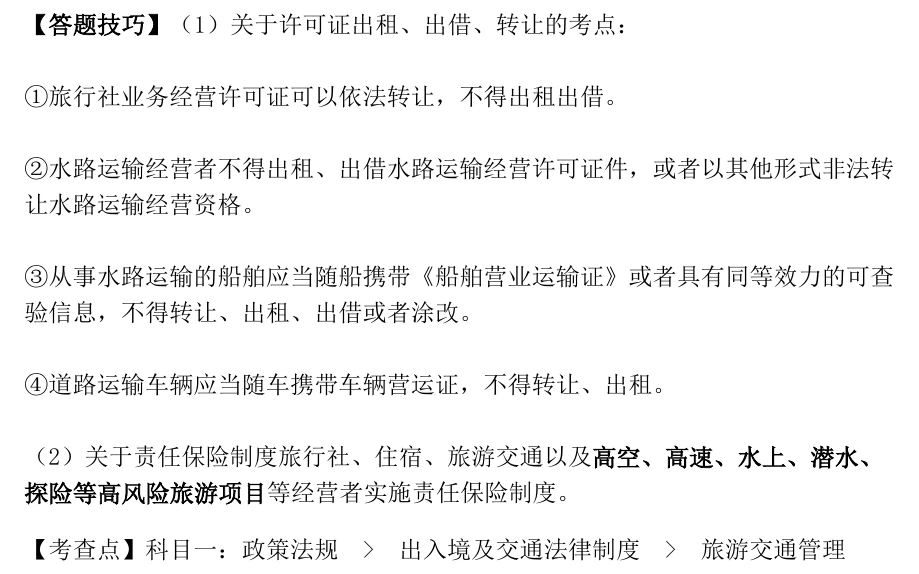 【答题技巧】（1）关于许可证出租、出借、转让的考点：
①旅行社业务经营许可证可以依法转让，不得出租出借。
②水路运输经营者不得出租、出借水路运输经营许可证件，或者以其他形式非法转
让水路运输经营资格。
③从事水路运输的船舶应当随船携带《船舶营业运输证》或者具有同等效力的可查
验信息，不得转让、出租、出借或者涂改。
④道路运输车辆应当随车携带车辆营运证，不得转让、出租。
（2）关于责任保险制度旅行社、住宿、旅游交通以及高空、高速、水上、潜水、
探险等高风险旅游项目等经营者实施责任保险制度。
【考查点】科目一：政策法规 > 出入境及交通法律制度 > 旅游交通管理